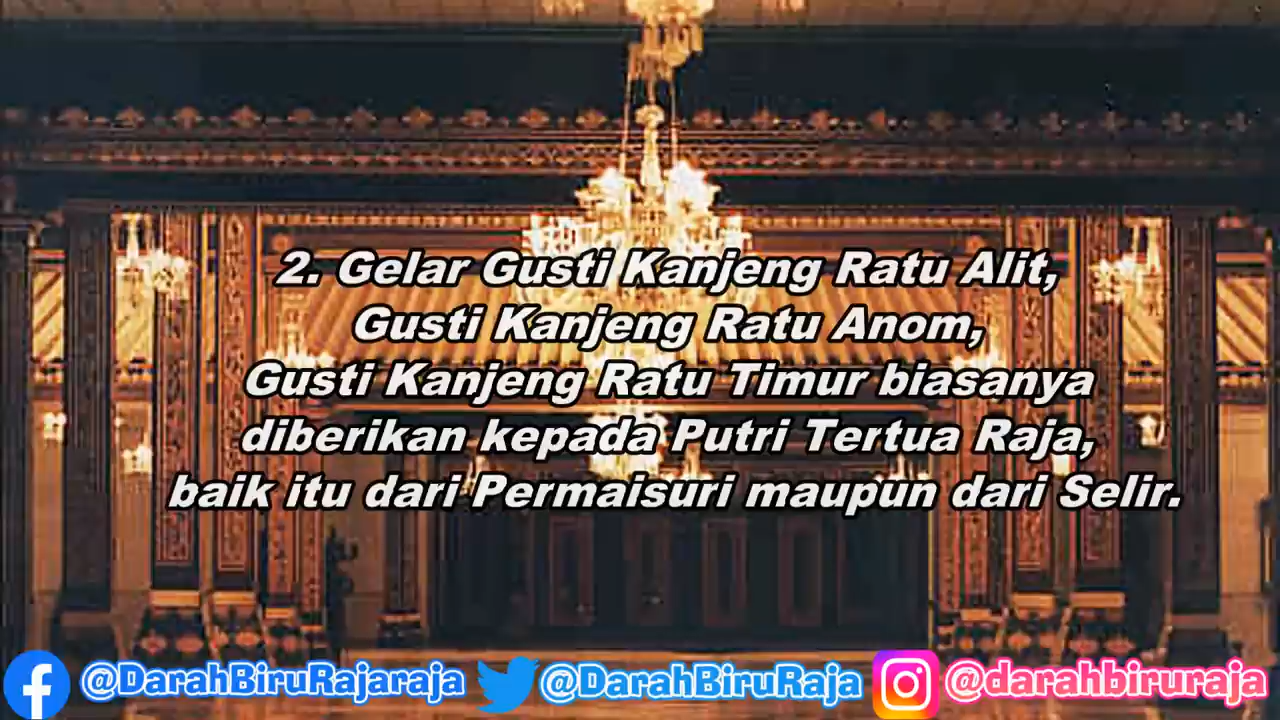 2. Gelar Gusti Kanjeng Ratu Alit,
Gusti Kanjeng Ratu Anom,
Gusti Kanjeng Ratu Timur biasanya
diberikan kepada Putri Tertua Raja,
baik itu dari Permaisuri maupun dari Selir.
@DarahBiruRajaraja @DarahBiruRaja @darahbiruraja